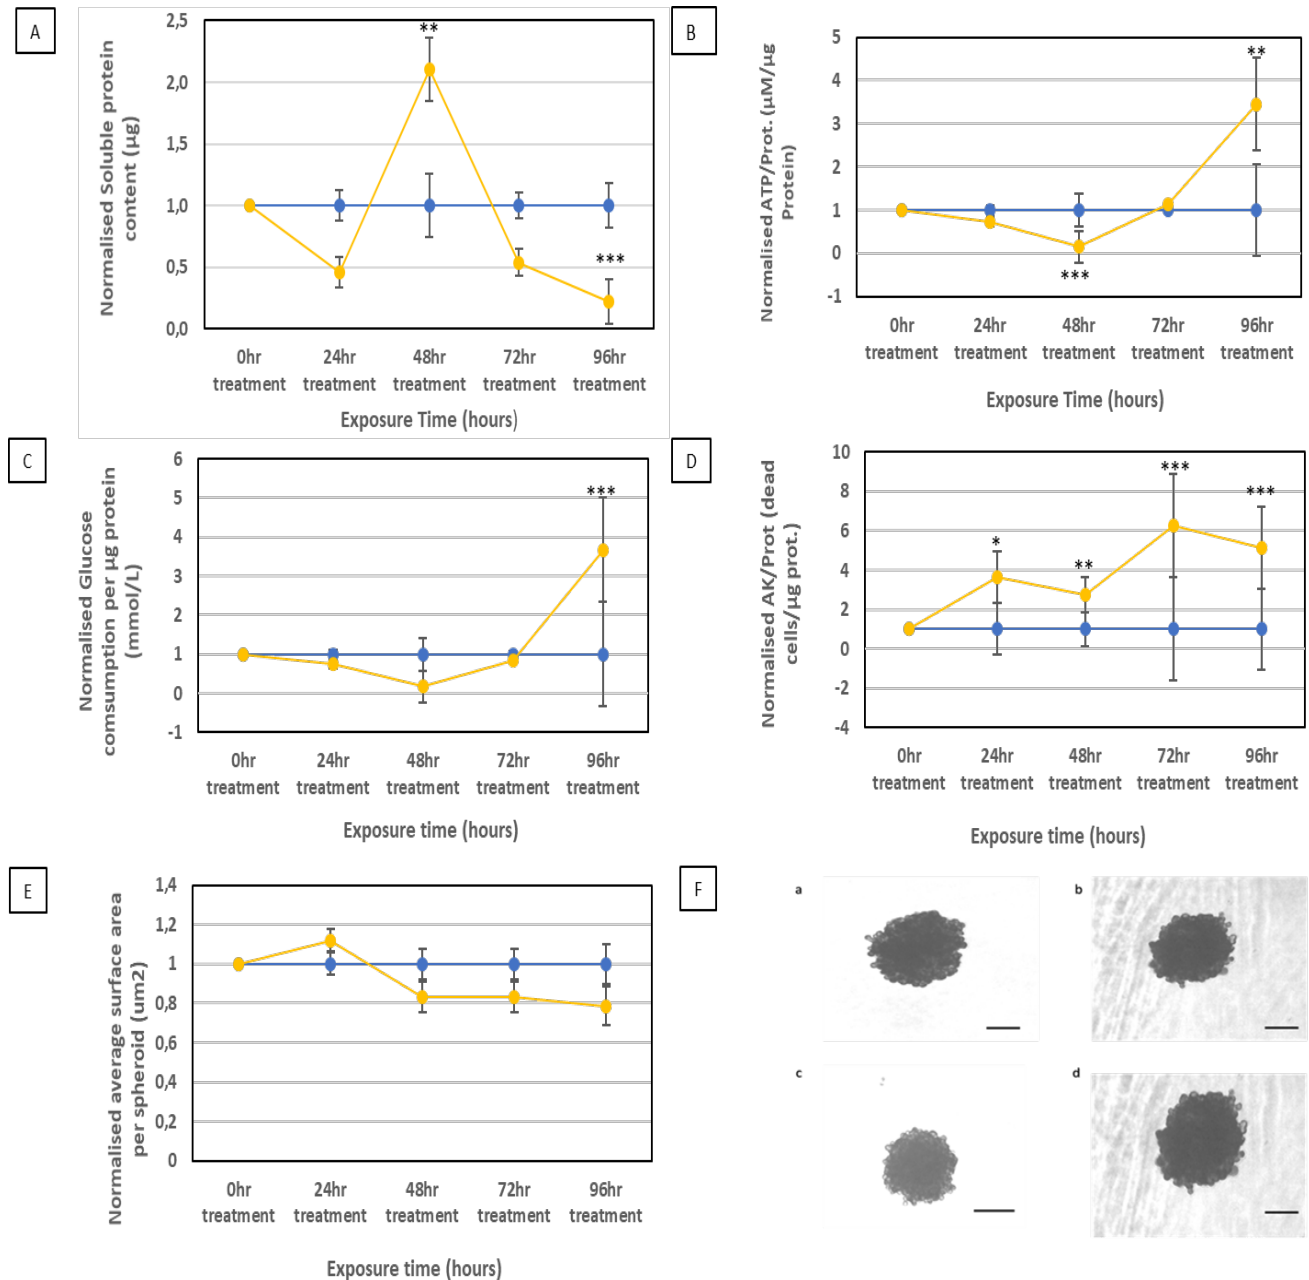 A
Normalised Soluble protein
content (µg)
2,5
2,0
1,5
1,0
0,5
0,0
**
***
0hr 24hr 48hr 72hr 96hr
treatment treatment treatment treatment treatment
Exposure Time (hours)
B
Normalised ATP/Prot. (µM/µg
Protein)
5
4
3
2
1
0
-1
**
***
0hr 24hr 48hr 72hr 96hr
treatment treatment treatment treatment treatment
Exposure Time (hours)
C
Normalised Glucose
comsumption per µg protein
(mmol/L)
6
5
4
3
2
1
0
-1
***
0hr 24hr 48hr 72hr 96hr
treatment treatment treatment treatment treatment
Exposure time (hours)
D
Normalised AK/Prot (dead
cells/µg prot.)
10
8
6
4
2
0
-2
-4
*
**
***
***
0hr 24hr 48hr 72hr 96hr
treatment treatment treatment treatment treatment
Exposure time (hours)
E
Normalised average surface area
per spheroid (um2)
1,4
1,2
1
0,8
0,6
0,4
0,2
0
0hr 24hr 48hr 72hr 96hr
treatment treatment treatment treatment treatment
Exposure time (hours)
F
a
b
c
d